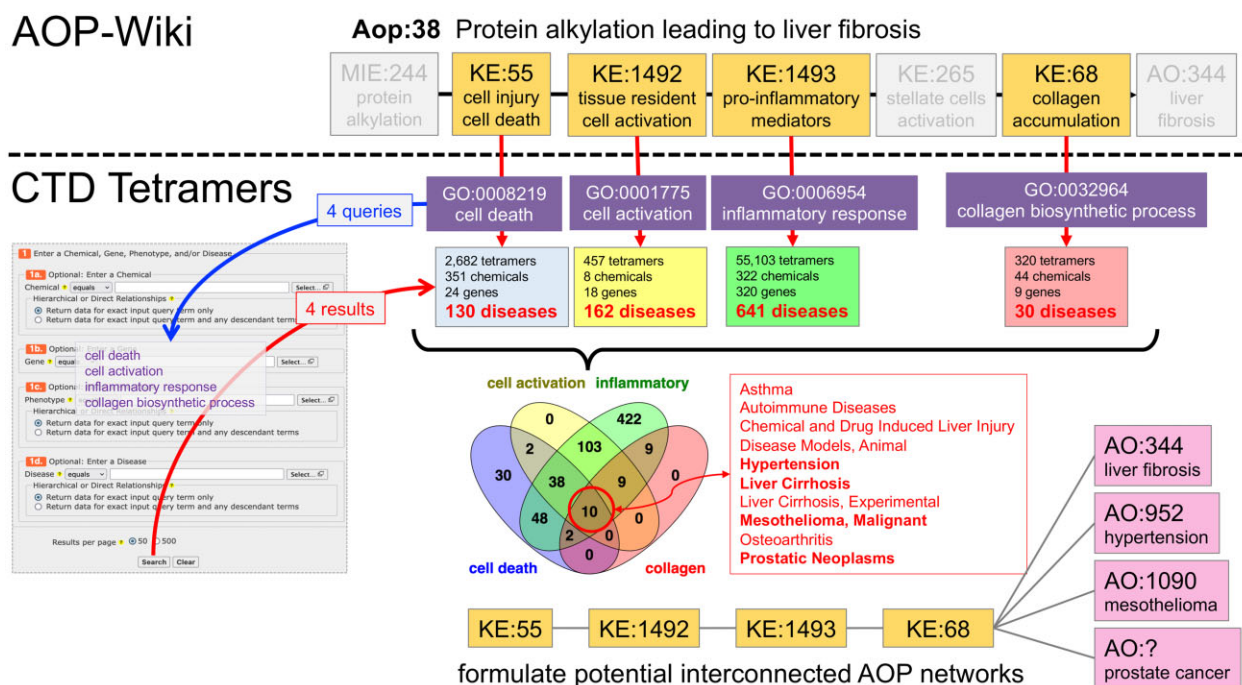 AOP-Wiki
Aop:38 Protein alkylation leading to liver fibrosis
MIE:244
protein
alkylation
KE:55
cell injury
cell death
KE:1492
tissue resident
cell activation
KE:1493
pro-inflammatory
mediators
KE:265
stellate cells
activation
KE:68
collagen
accumulation
AO:344
liver
fibrosis
CTD Tetramers
4 queries
GO:0008219
cell death
GO:0001775
cell activation
GO:0006954
inflammatory response
GO:0032964
collagen biosynthetic process
4 results
2,682 tetramers
351 chemicals
24 genes
130 diseases
457 tetramers
8 chemicals
18 genes
162 diseases
55,103 tetramers
322 chemicals
320 genes
641 diseases
320 tetramers
44 chemicals
9 genes
30 diseases
1 Enter a Chemical, Gene, Phenotype, and/or Disease
1a. Optional: Enter a Chemical
Chemical ? equals Select...
Hierarchical or Direct Relationships ?
Return data for exact input query term only
Return data for exact input query term and any descendant terms
1b.
Gene ? Select...
cell death
cell activation
inflammatory response
collagen biosynthetic process
1c. Optional:
Phenotype Select...
Hierarchical or Direct Relationships
Return data for exact input query term only
Return data for exact input query term and any descendant terms
1d. Optional: Enter a Disease
Disease ? equals Select...
Hierarchical or Direct Relationships ?
Return data for exact input query term only
Return data for exact input query term and any descendant terms
Results per page ? 50 500
Search Clear
cell activation inflammatory
0 422
2 103 9
30 38 9 0
10
48 0
2 0
0
cell death collagen
Asthma
Autoimmune Diseases
Chemical and Drug Induced Liver Injury
Disease Models, Animal
Hypertension
Liver Cirrhosis
Liver Cirrhosis, Experimental
Mesothelioma, Malignant
Osteoarthritis
Prostatic Neoplasms
AO:344
liver fibrosis
AO:952
hypertension
AO:1090
mesothelioma
AO:?
prostate cancer
KE:55
KE:1492
KE:1493
KE:68
formulate potential interconnected AOP networks